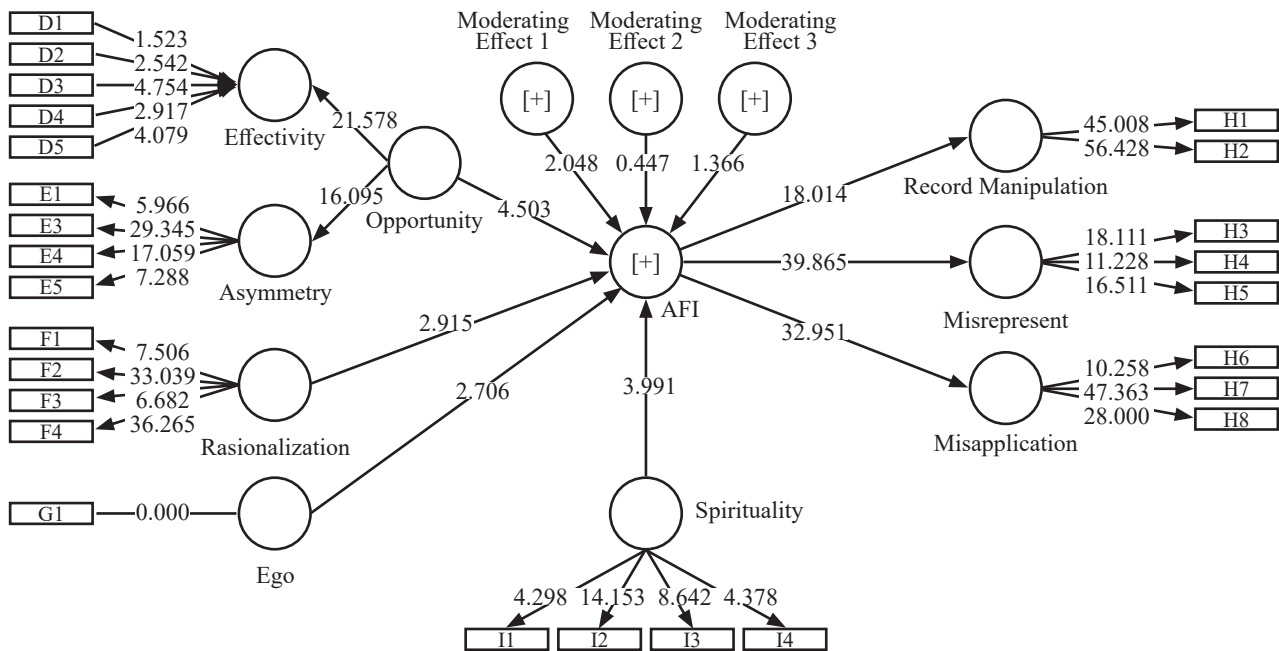 D1
D2
D3
D4
D5
1.523
2.542
4.754
2.917
4.079
Effectivity
21.578
16.095
Opportunity
4.503
E1
E3
E4
E5
5.966
29.345
17.059
7.288
Asymmetry
F1
F2
F3
F4
7.506
33.039
6.682
36.265
Rasionalization
2.915
G1
0.000
Ego
2.706
Moderating
Effect 1
Moderating
Effect 2
Moderating
Effect 3
[+]
[+]
[+]
2.048
0.447
1.366
[+]
AFI
3.991
Spirituality
4.298
14.153
8.642
4.378
I1
I2
I3
I4
18.014
39.865
32.951
Record Manipulation
45.008
56.428
H1
H2
Misrepresent
18.111
11.228
16.511
H3
H4
H5
Misapplication
10.258
47.363
28.000
H6
H7
H8